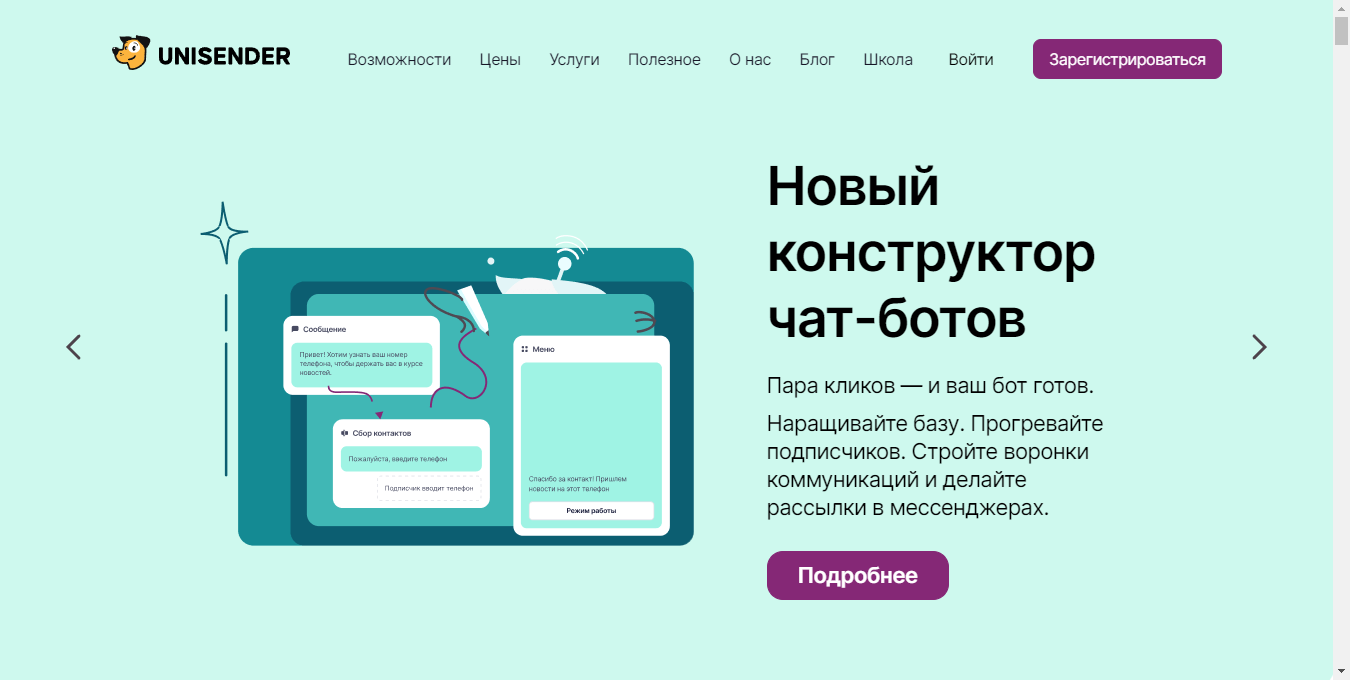 UNISENDER
Возможности Цены Услуги Полезное О нас Блог Школа Войти Зарегистрироваться
Новый
конструктор
чат-ботов
Пара кликов — и ваш бот готов.
Наращивайте базу. Прогревайте
подписчиков. Стройте воронки
коммуникаций и делайте
рассылки в мессенджерах.
Подробнее
Сообщение
Привет! Хотим узнать ваш номер
телефона, чтобы держать вас в курсе
новостей.
Сбор контактов
Пожалуйста, введите телефон
Подписчик вводит телефон
Меню
Спасибо за контакт! Пришлем
новости на этот телефон
Режим работы